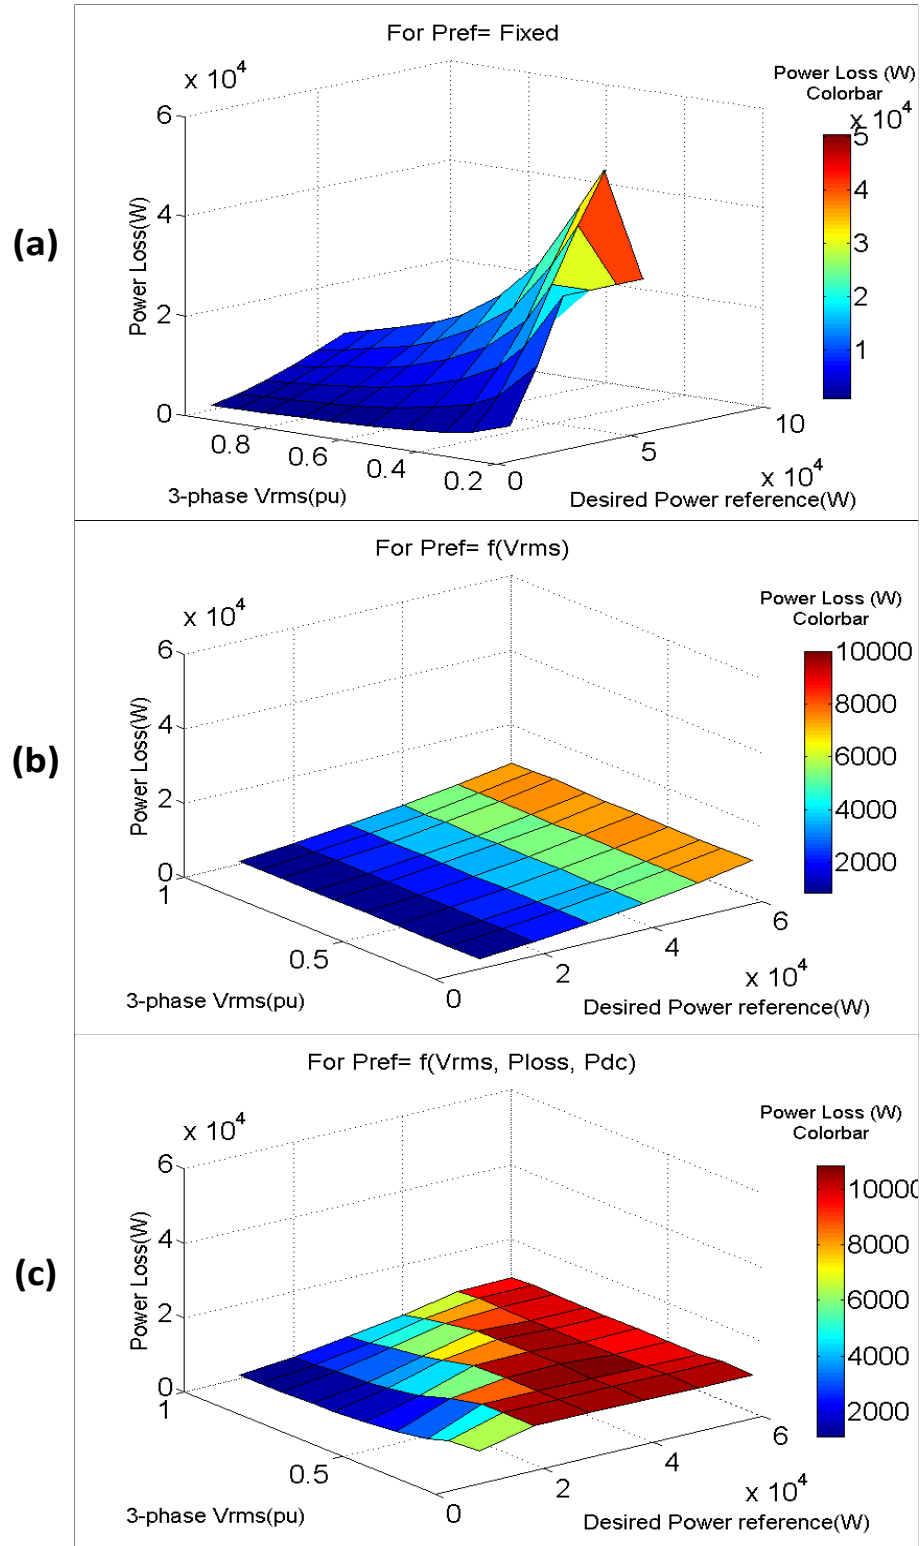 (a)
For Pref= Fixed
x 10^4
Power Loss (W)
Colorbar
x 10^4
6
4
2
0
Power Loss(W)
0.8
0.6
0.4
0.2
3-phase Vrms(pu)
0
5
10
x 10^4
Desired Power reference(W)
5
4
3
2
1
(b)
For Pref= f(Vrms)
x 10^4
Power Loss (W)
Colorbar
6
4
2
0
Power Loss(W)
1
0.5
0
3-phase Vrms(pu)
2
4
6
x 10^4
Desired Power reference(W)
10000
8000
6000
4000
2000
(c)
For Pref= f(Vrms, Ploss, Pdc)
x 10^4
Power Loss (W)
Colorbar
6
4
2
0
Power Loss(W)
1
0.5
0
3-phase Vrms(pu)
2
4
6
x 10^4
Desired Power reference(W)
10000
8000
6000
4000
2000